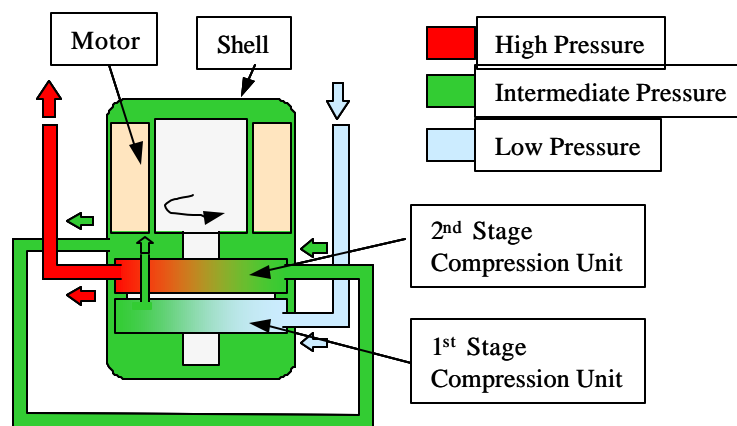 Motor
Shell
High Pressure
Intermediate Pressure
Low Pressure
2nd Stage
Compression Unit
1st Stage
Compression Unit